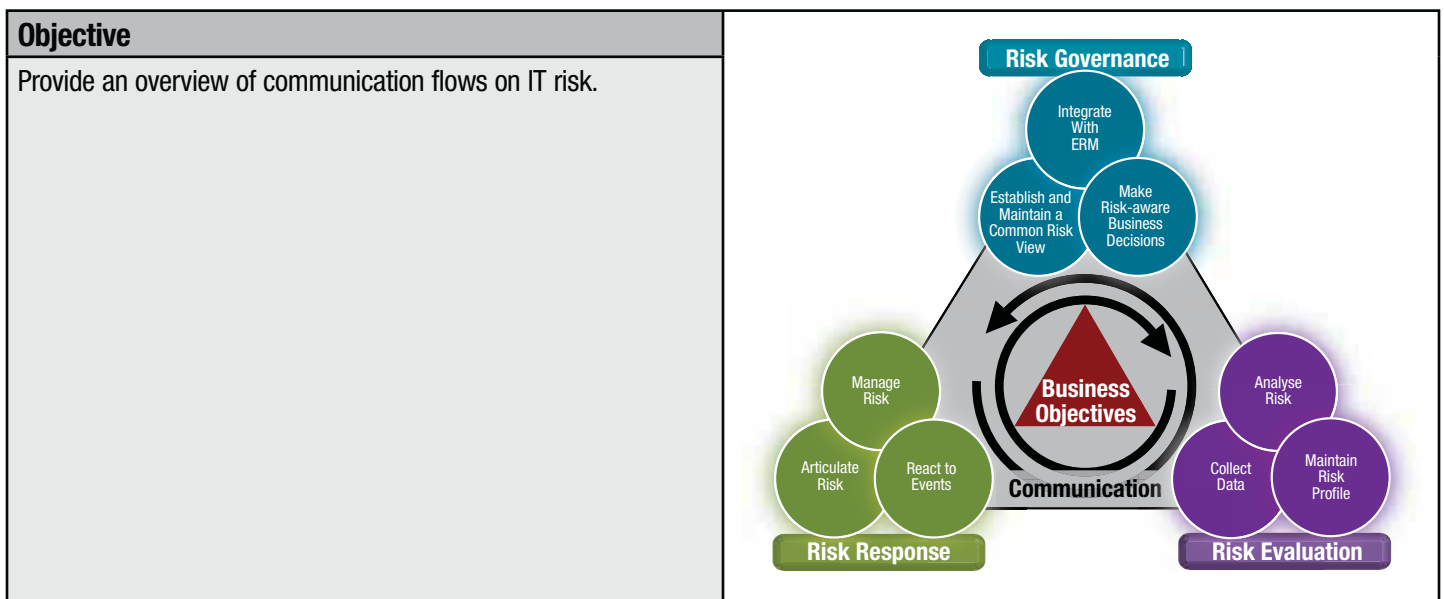 Objective
Provide an overview of communication flows on IT risk.
Risk Governance
Integrate
With
ERM
Establish and
Maintain a
Common Risk
View
Make
Risk-aware
Business
Decisions
Business
Objectives
Communication
Manage
Risk
Articulate
Risk
React to
Events
Risk Response
Analyse
Risk
Collect
Data
Maintain
Risk
Profile
Risk Evaluation